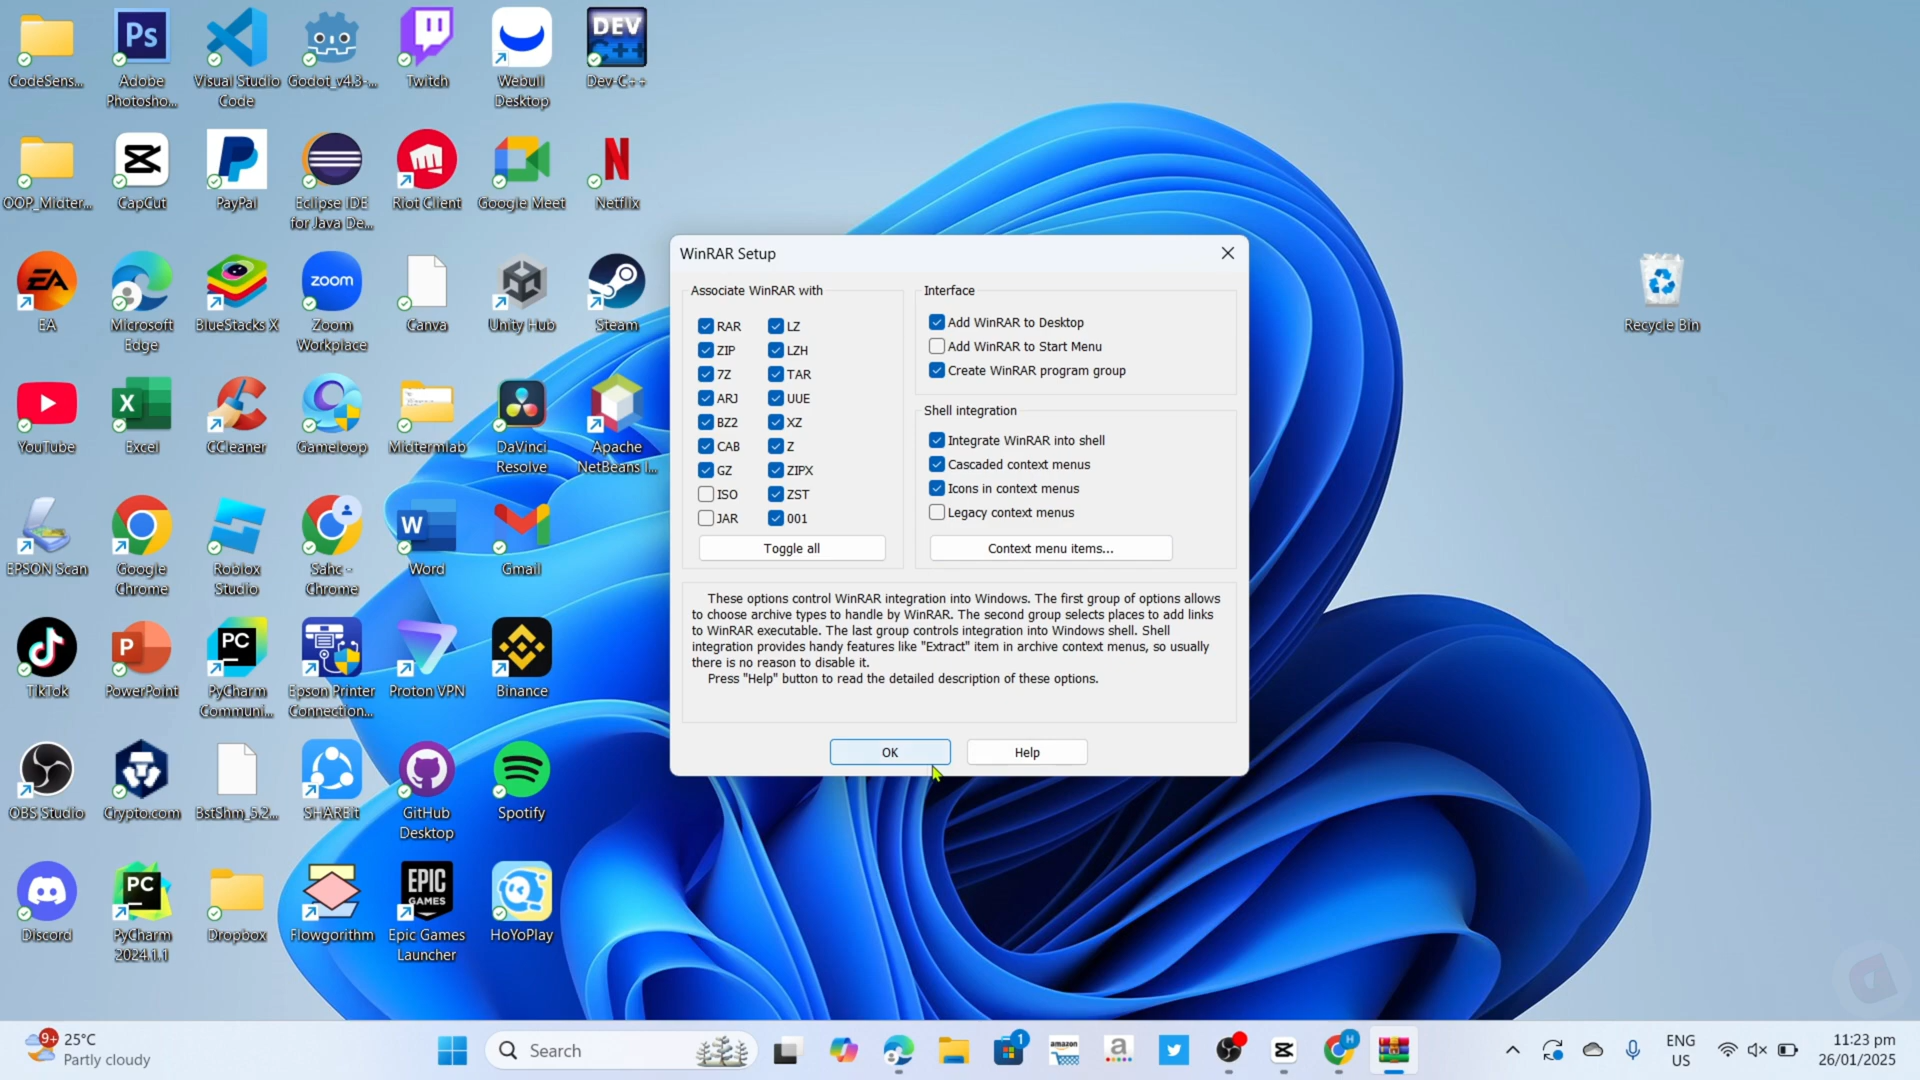 CodeSens...
Ps
Adobe
Photosho...
Visual Studio
Code
Godot_v4.3-...
Twitch
Webull
Desktop
DEV
C++
Dev-C++
OOP_Midter...
CapCut
PayPal
Eclipse IDE
for Java De...
Riot Client
Google Meet
Netflix
EA
EA
Microsoft
Edge
BlueStacks X
zoom
Zoom
Workplace
Canva
Unity Hub
Steam
YouTube
X
Excel
CCleaner
Gameloop
Midtermlab
DaVinci
Resolve
Apache
NetBeans I...
EPSON Scan
Google
Chrome
Roblox
Studio
Sahc -
Chrome
W
Word
Gmail
TikTok
P
PowerPoint
PC
PyCharm
Communi...
Epson Printer
Connection...
Proton VPN
Binance
OBS Studio
Crypto.com
BstShm_5.2...
SHAREit
GitHub
Desktop
Spotify
Discord
PC
PyCharm
2024.1.1
Dropbox
Flowgorithm
EPIC
GAMES
Epic Games
Launcher
HoYoPlay
Recycle Bin
WinRAR Setup
Associate WinRAR with
RAR LZ
ZIP LZH
7Z TAR
ARJ UUE
BZ2 XZ
CAB Z
GZ ZIPX
ISO ZST
JAR 001
Toggle all
Interface
Add WinRAR to Desktop
Add WinRAR to Start Menu
Create WinRAR program group
Shell integration
Integrate WinRAR into shell
Cascaded context menus
Icons in context menus
Legacy context menus
Context menu items...
These options control WinRAR integration into Windows. The first group of options allows
to choose archive types to handle by WinRAR. The second group selects places to add links
to WinRAR executable. The last group controls integration into Windows shell. Shell
integration provides handy features like "Extract" item in archive context menus, so usually
there is no reason to disable it.
Press "Help" button to read the detailed description of these options.
OK Help
9+
25°C
Partly cloudy
Search
1
amazon
a
H
ENG
US
11:23 pm
26/01/2025